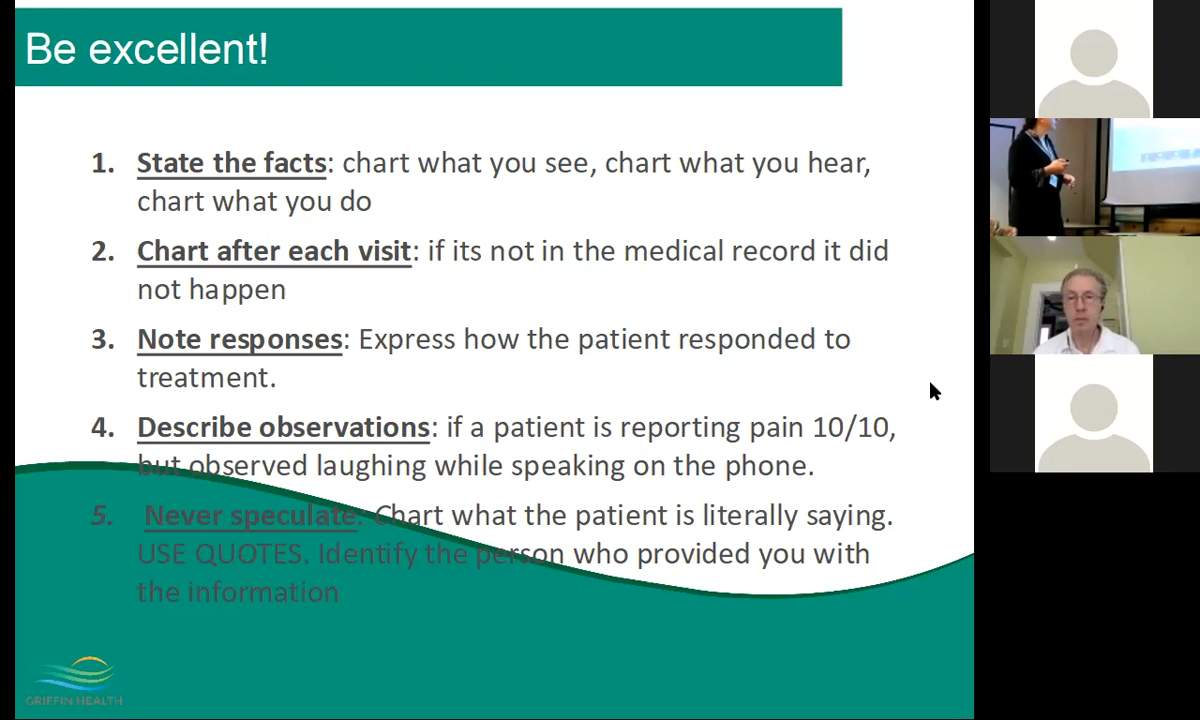 Be excellent!
1. State the facts: chart what you see, chart what you hear,
chart what you do
2. Chart after each visit: if its not in the medical record it did
not happen
3. Note responses: Express how the patient responded to
treatment.
4. Describe observations: if a patient is reporting pain 10/10,
but observed laughing while speaking on the phone.
5. Never speculate: Chart what the patient is literally saying.
USE QUOTES. Identify the person who provided you with
the information
GRIFFIN HEALTH